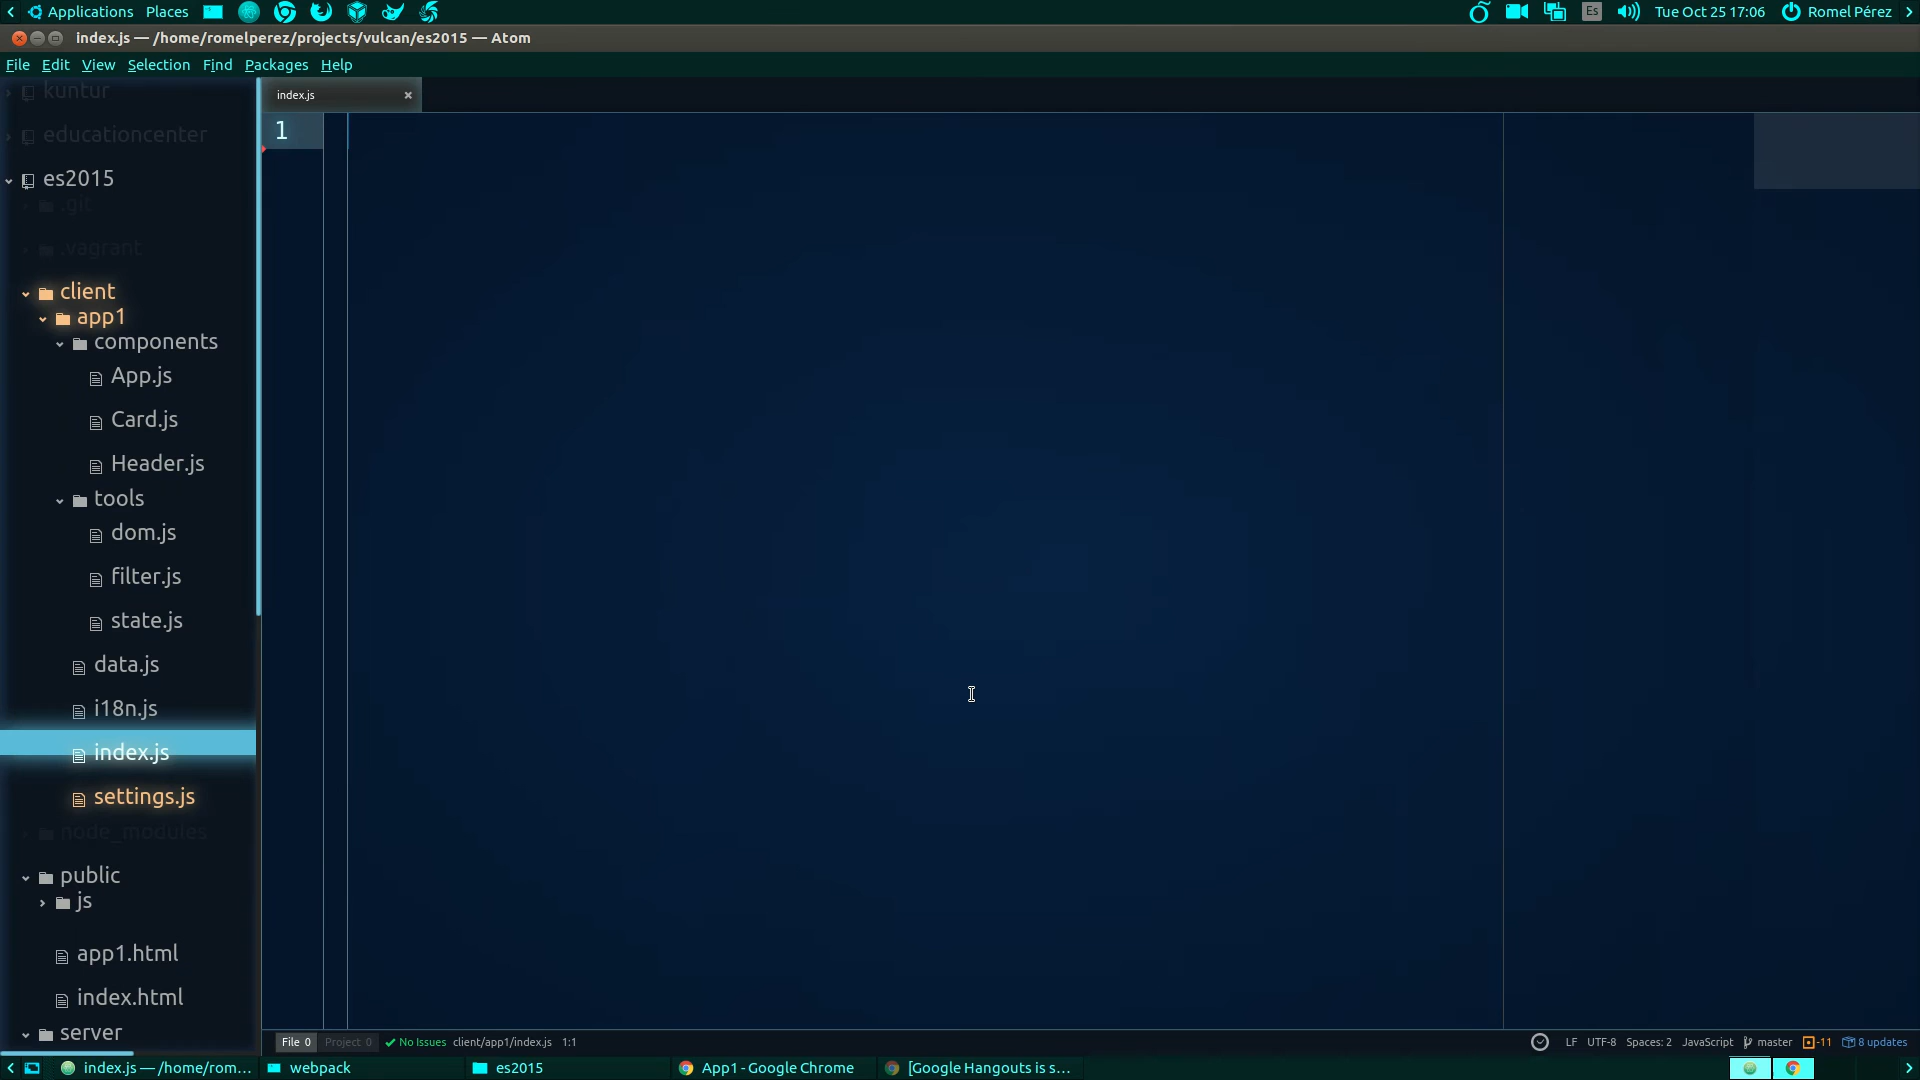 Applications Places
Es Tue Oct 25 17:06 Romel Pérez
index.js — /home/romelperez/projects/vulcan/es2015 — Atom
File Edit View Selection Find Packages Help
index.js
1
kuntur
educationcenter
es2015
.git
.vagrant
client
app1
components
App.js
Card.js
Header.js
tools
dom.js
filter.js
state.js
data.js
i18n.js
index.js
settings.js
node_modules
public
js
app1.html
index.html
server
File 0 Project 0 No Issues client/app1/index.js 1:1
LF UTF-8 Spaces: 2 JavaScript master -11 8 updates
index.js — /home/rom... webpack es2015 App1 - Google Chrome [Google Hangouts is s...